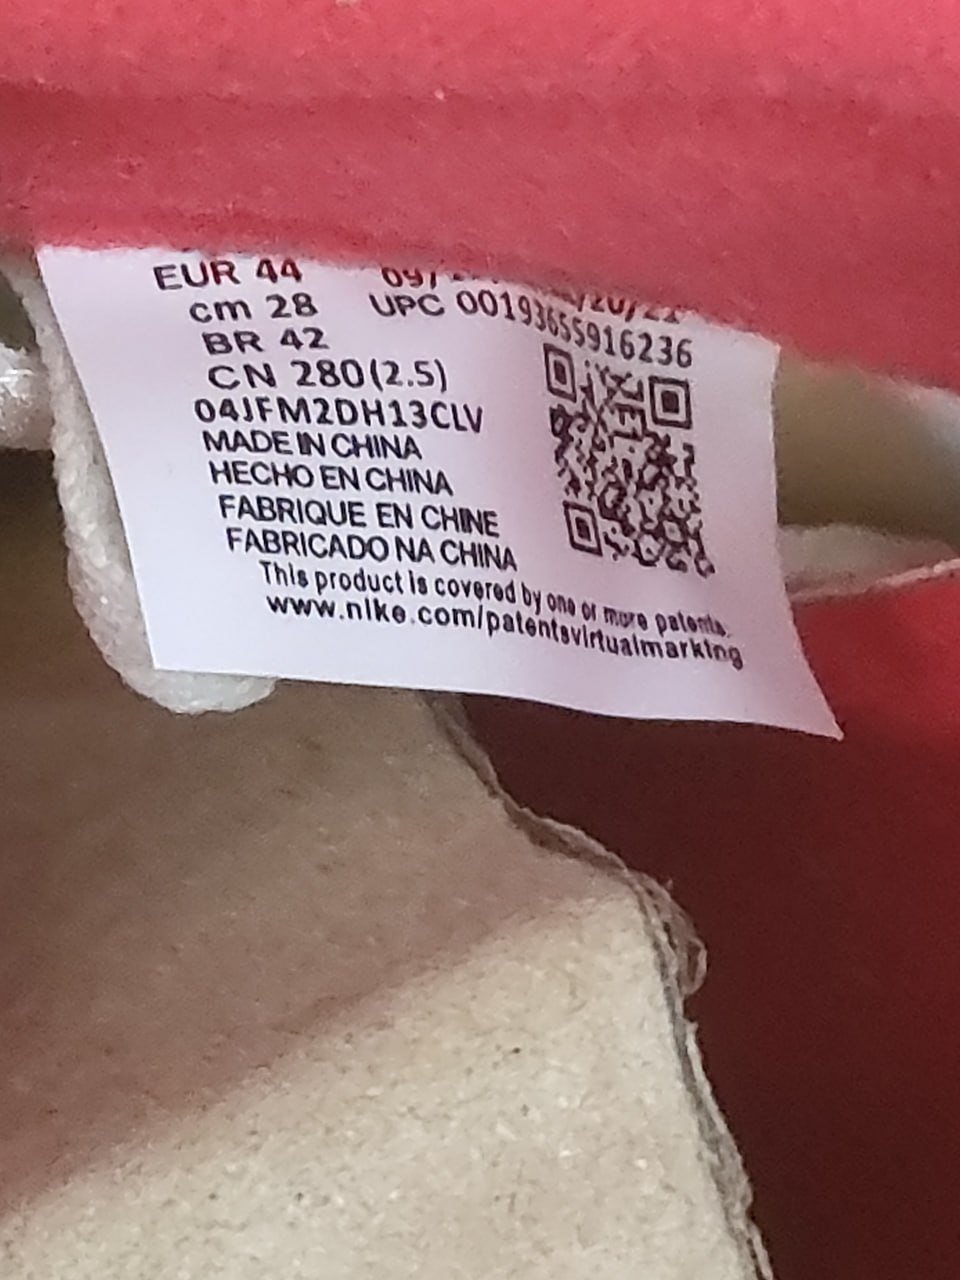 EUR 44
cm 28 UPC 00193655916236
BR 42
CN 280(2.5)
04JFM2DH13CLV
MADE IN CHINA
HECHO EN CHINA
FABRIQUE EN CHINE
FABRICADO NA CHINA
This product is covered by one or more patents.
www.nike.com/patentsvirtualmarking